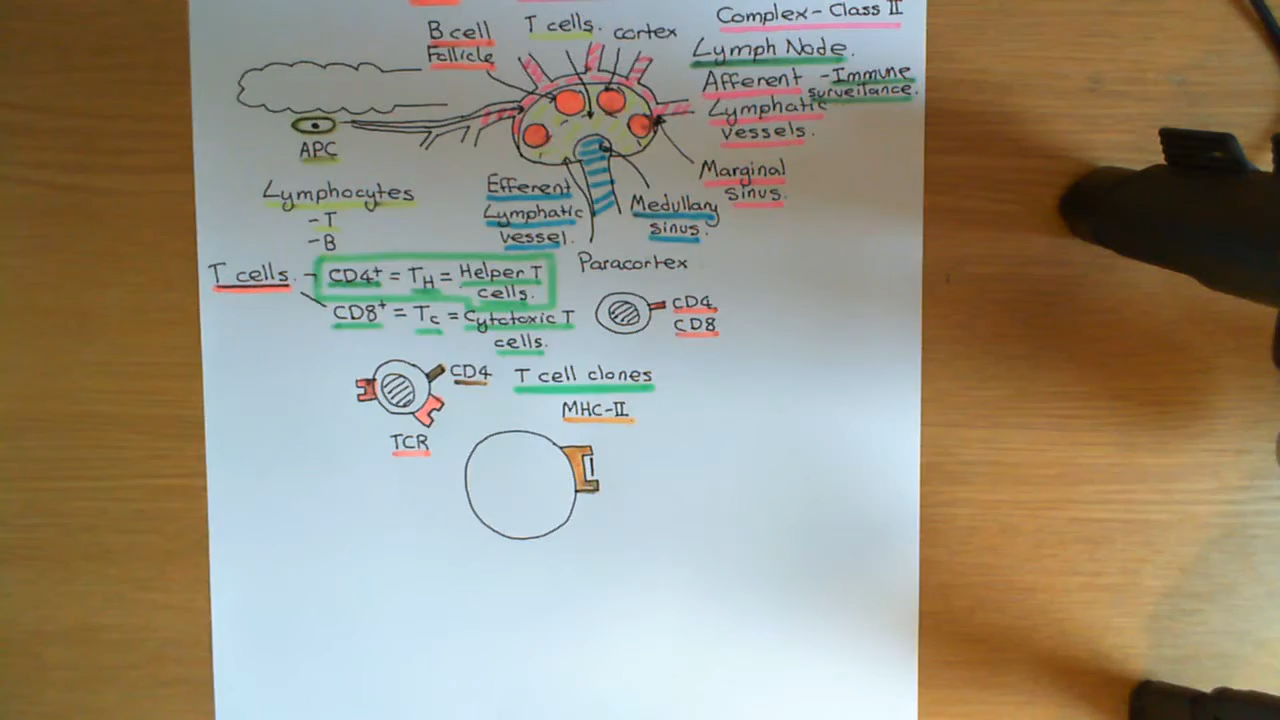 Complex - Class II
B cell
Follicle
T cells.
cortex
Lymph Node.
Afferent
Lymphatic
vessels.
- Immune
surveilance.
APC
Marginal
sinus.
Lymphocytes
- T
- B
Efferent
Lymphatic
vessel.
Medullary
sinus.
Paracortex
T cells. - CD4+ = TH = Helper T
cells.
CD8+ = Tc = Cytotoxic T
cells.
CD4,
CD8
CD4
TCR
T cell clones
MHC-II